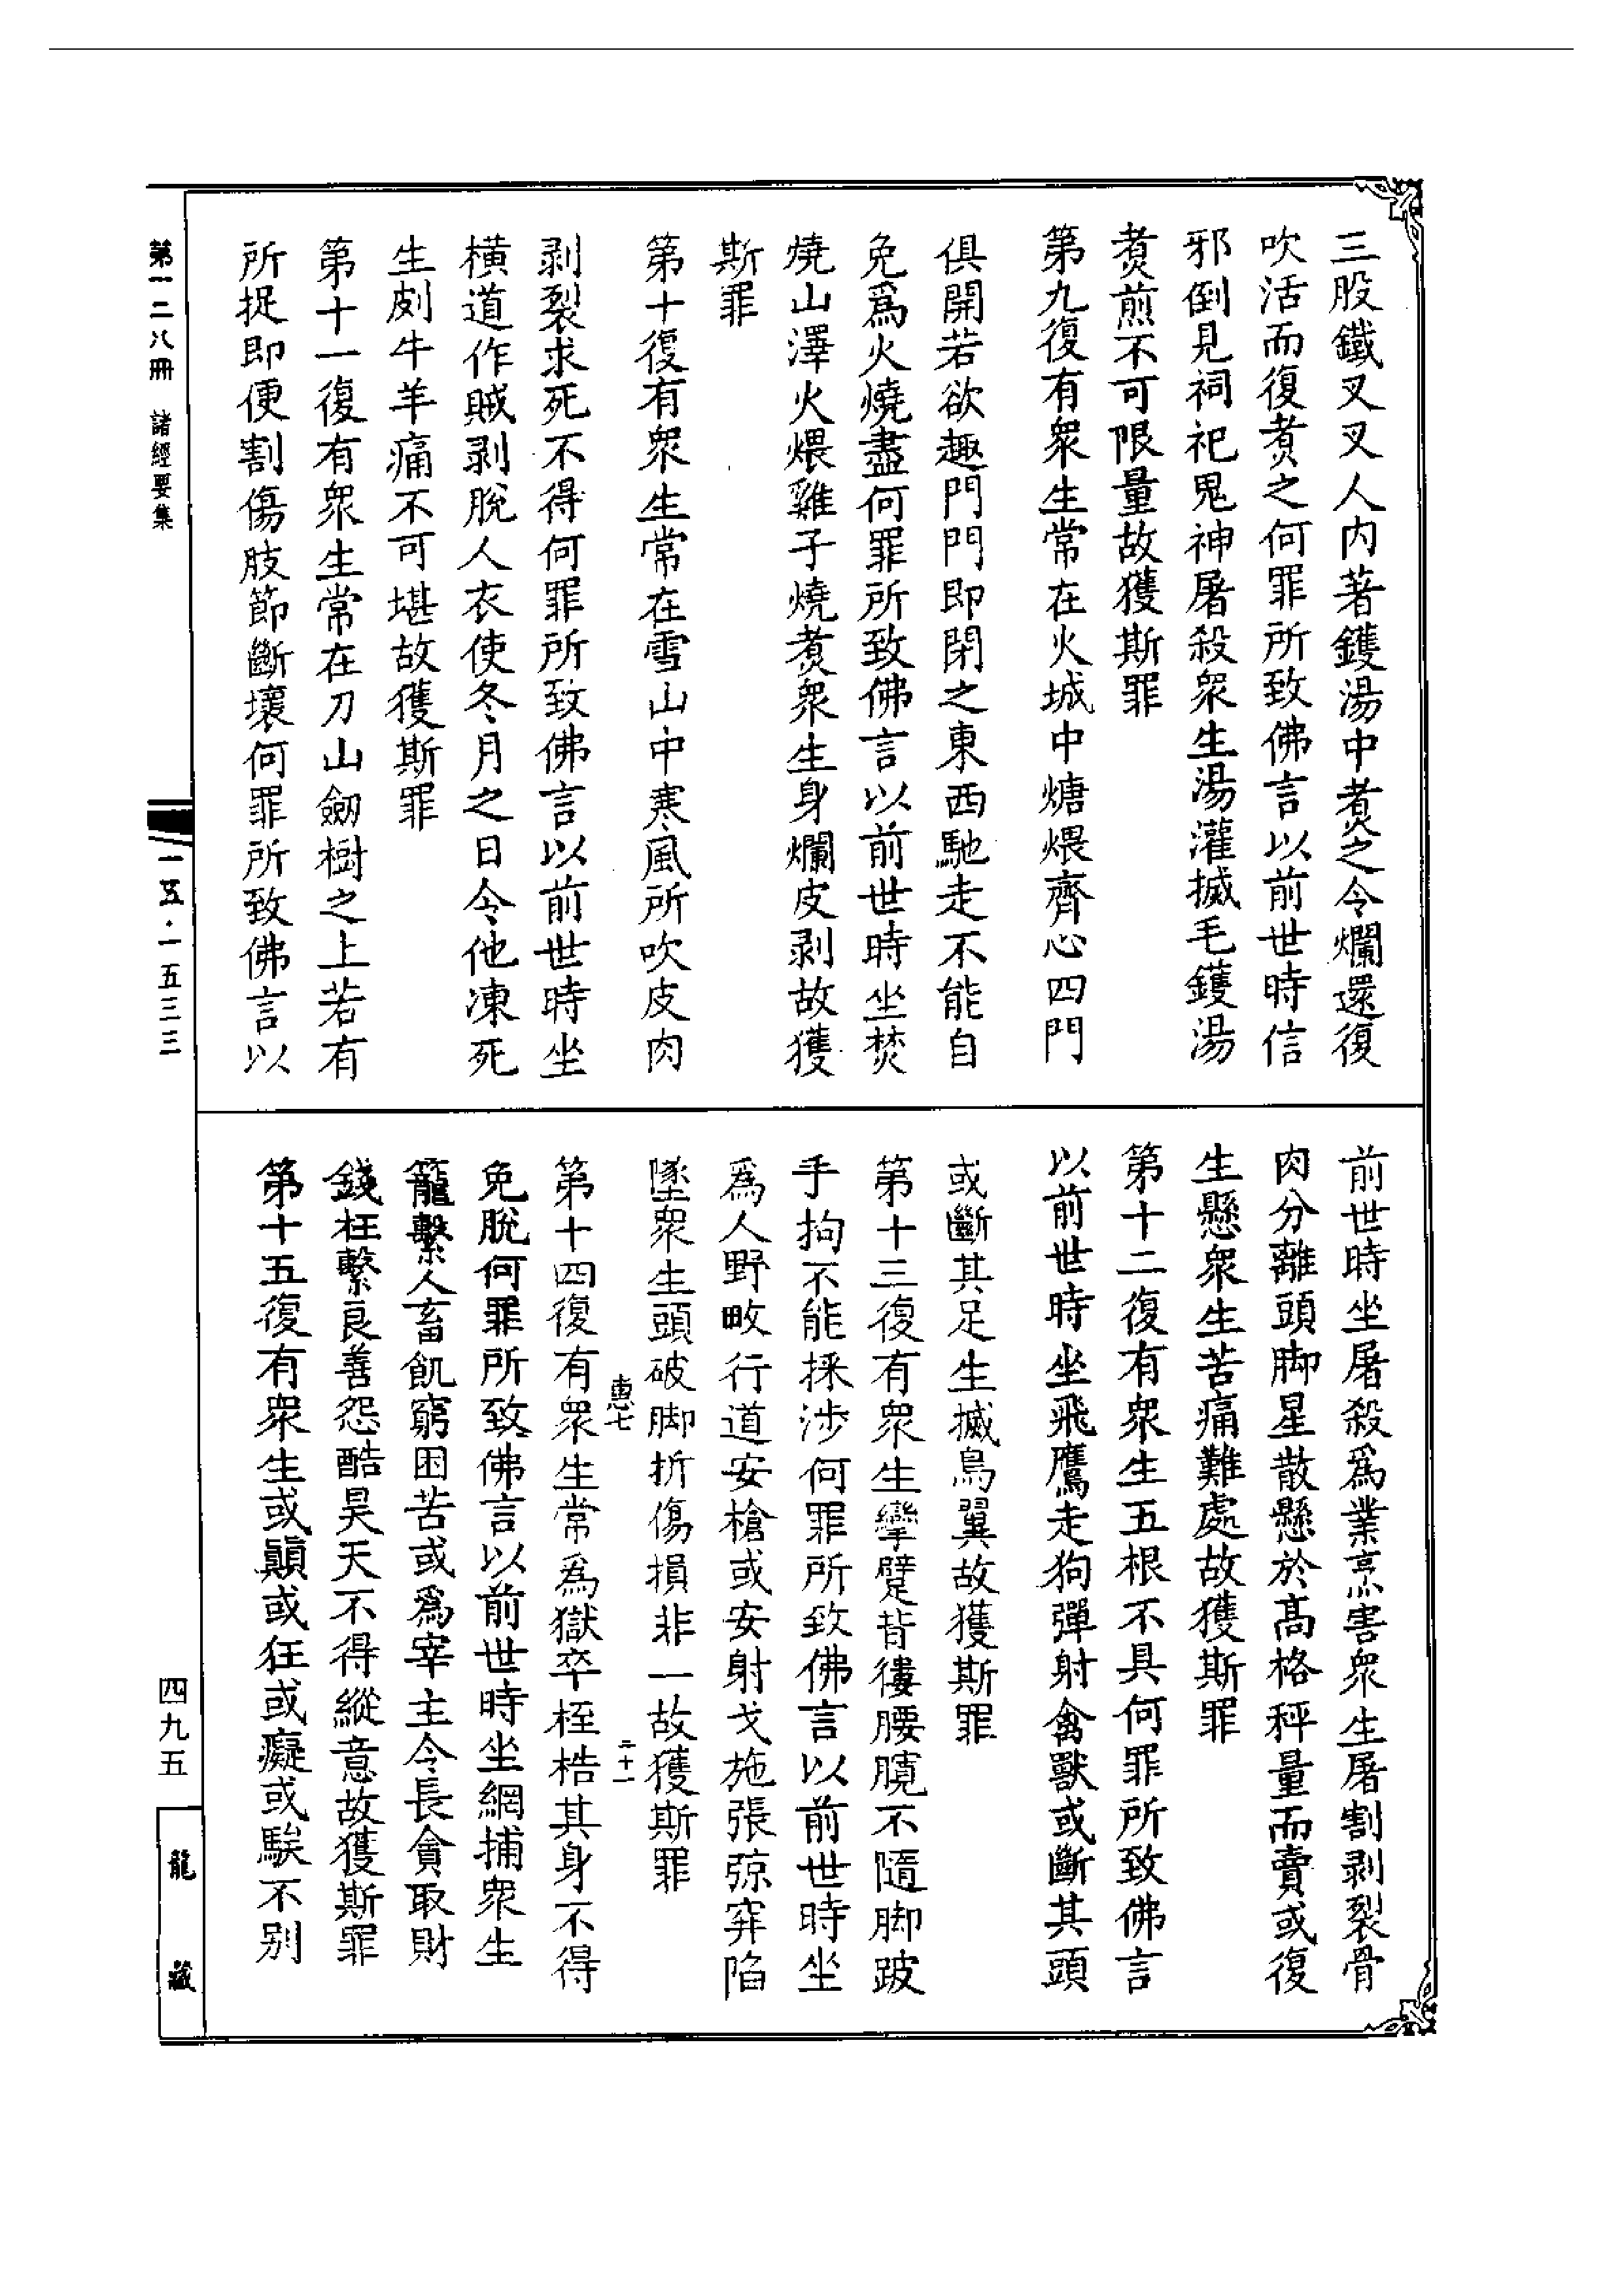 三股鐵叉叉人内著鑊湯中煑之令爛還復
吹活而復煑之何罪所致佛言以前世時信
邪倒見祠祀鬼神屠殺衆生湯灌搣毛鑊湯
煑煎不可限量故獲斯罪
第九復有衆生常在火城中煻煨齊心四門
俱開若欲趣門門即閉之東西馳走不能自
免爲火燒盡何罪所致佛言以前世時坐焚
燒山澤火煨雞子燒煑衆生身爛皮剥故獲
斯罪
第十復有衆生常在雪山中寒風所吹皮肉
剥裂求死不得何罪所致佛言以前世時坐
横道作賊剥脫人衣使冬月之日令他凍死
生剠牛羊痛不可堪故獲斯罪
第十一復有衆生常在刀山劒樹之上若有
所捉即便割傷肢節斷壞何罪所致佛言以
前世時坐屠殺爲業烹害衆生屠割剥裂骨
肉分離頭脚星散懸於高格秤量而賣或復
生懸衆生苦痛難處故獲斯罪
第十二復有衆生五根不具何罪所致佛言
以前世時坐飛鷹走狗彈射禽獸或斷其頭
或斷其足生搣鳥翼故獲斯罪
第十三復有衆生攣躄背僂腰髖不隨脚跛
手拘不能採涉何罪所致佛言以前世時坐
爲人野畋行道安槍或安射戈施張弶穽陷
墜衆生頭破脚折傷損非一故獲斯罪
惠七
二十一
第十四復有衆生常爲獄卒桎梏其身不得
免脫何罪所致佛言以前世時坐網捕衆生
籠繫人畜飢窮困苦或爲宰主令長貪取財
錢枉繫良善怨酷昊天不得縱意故獲斯罪
第十五復有衆生或顚或狂或癡或騃不别
第一二八冊 諸經要集
一五·一五三三
四九五
龍藏